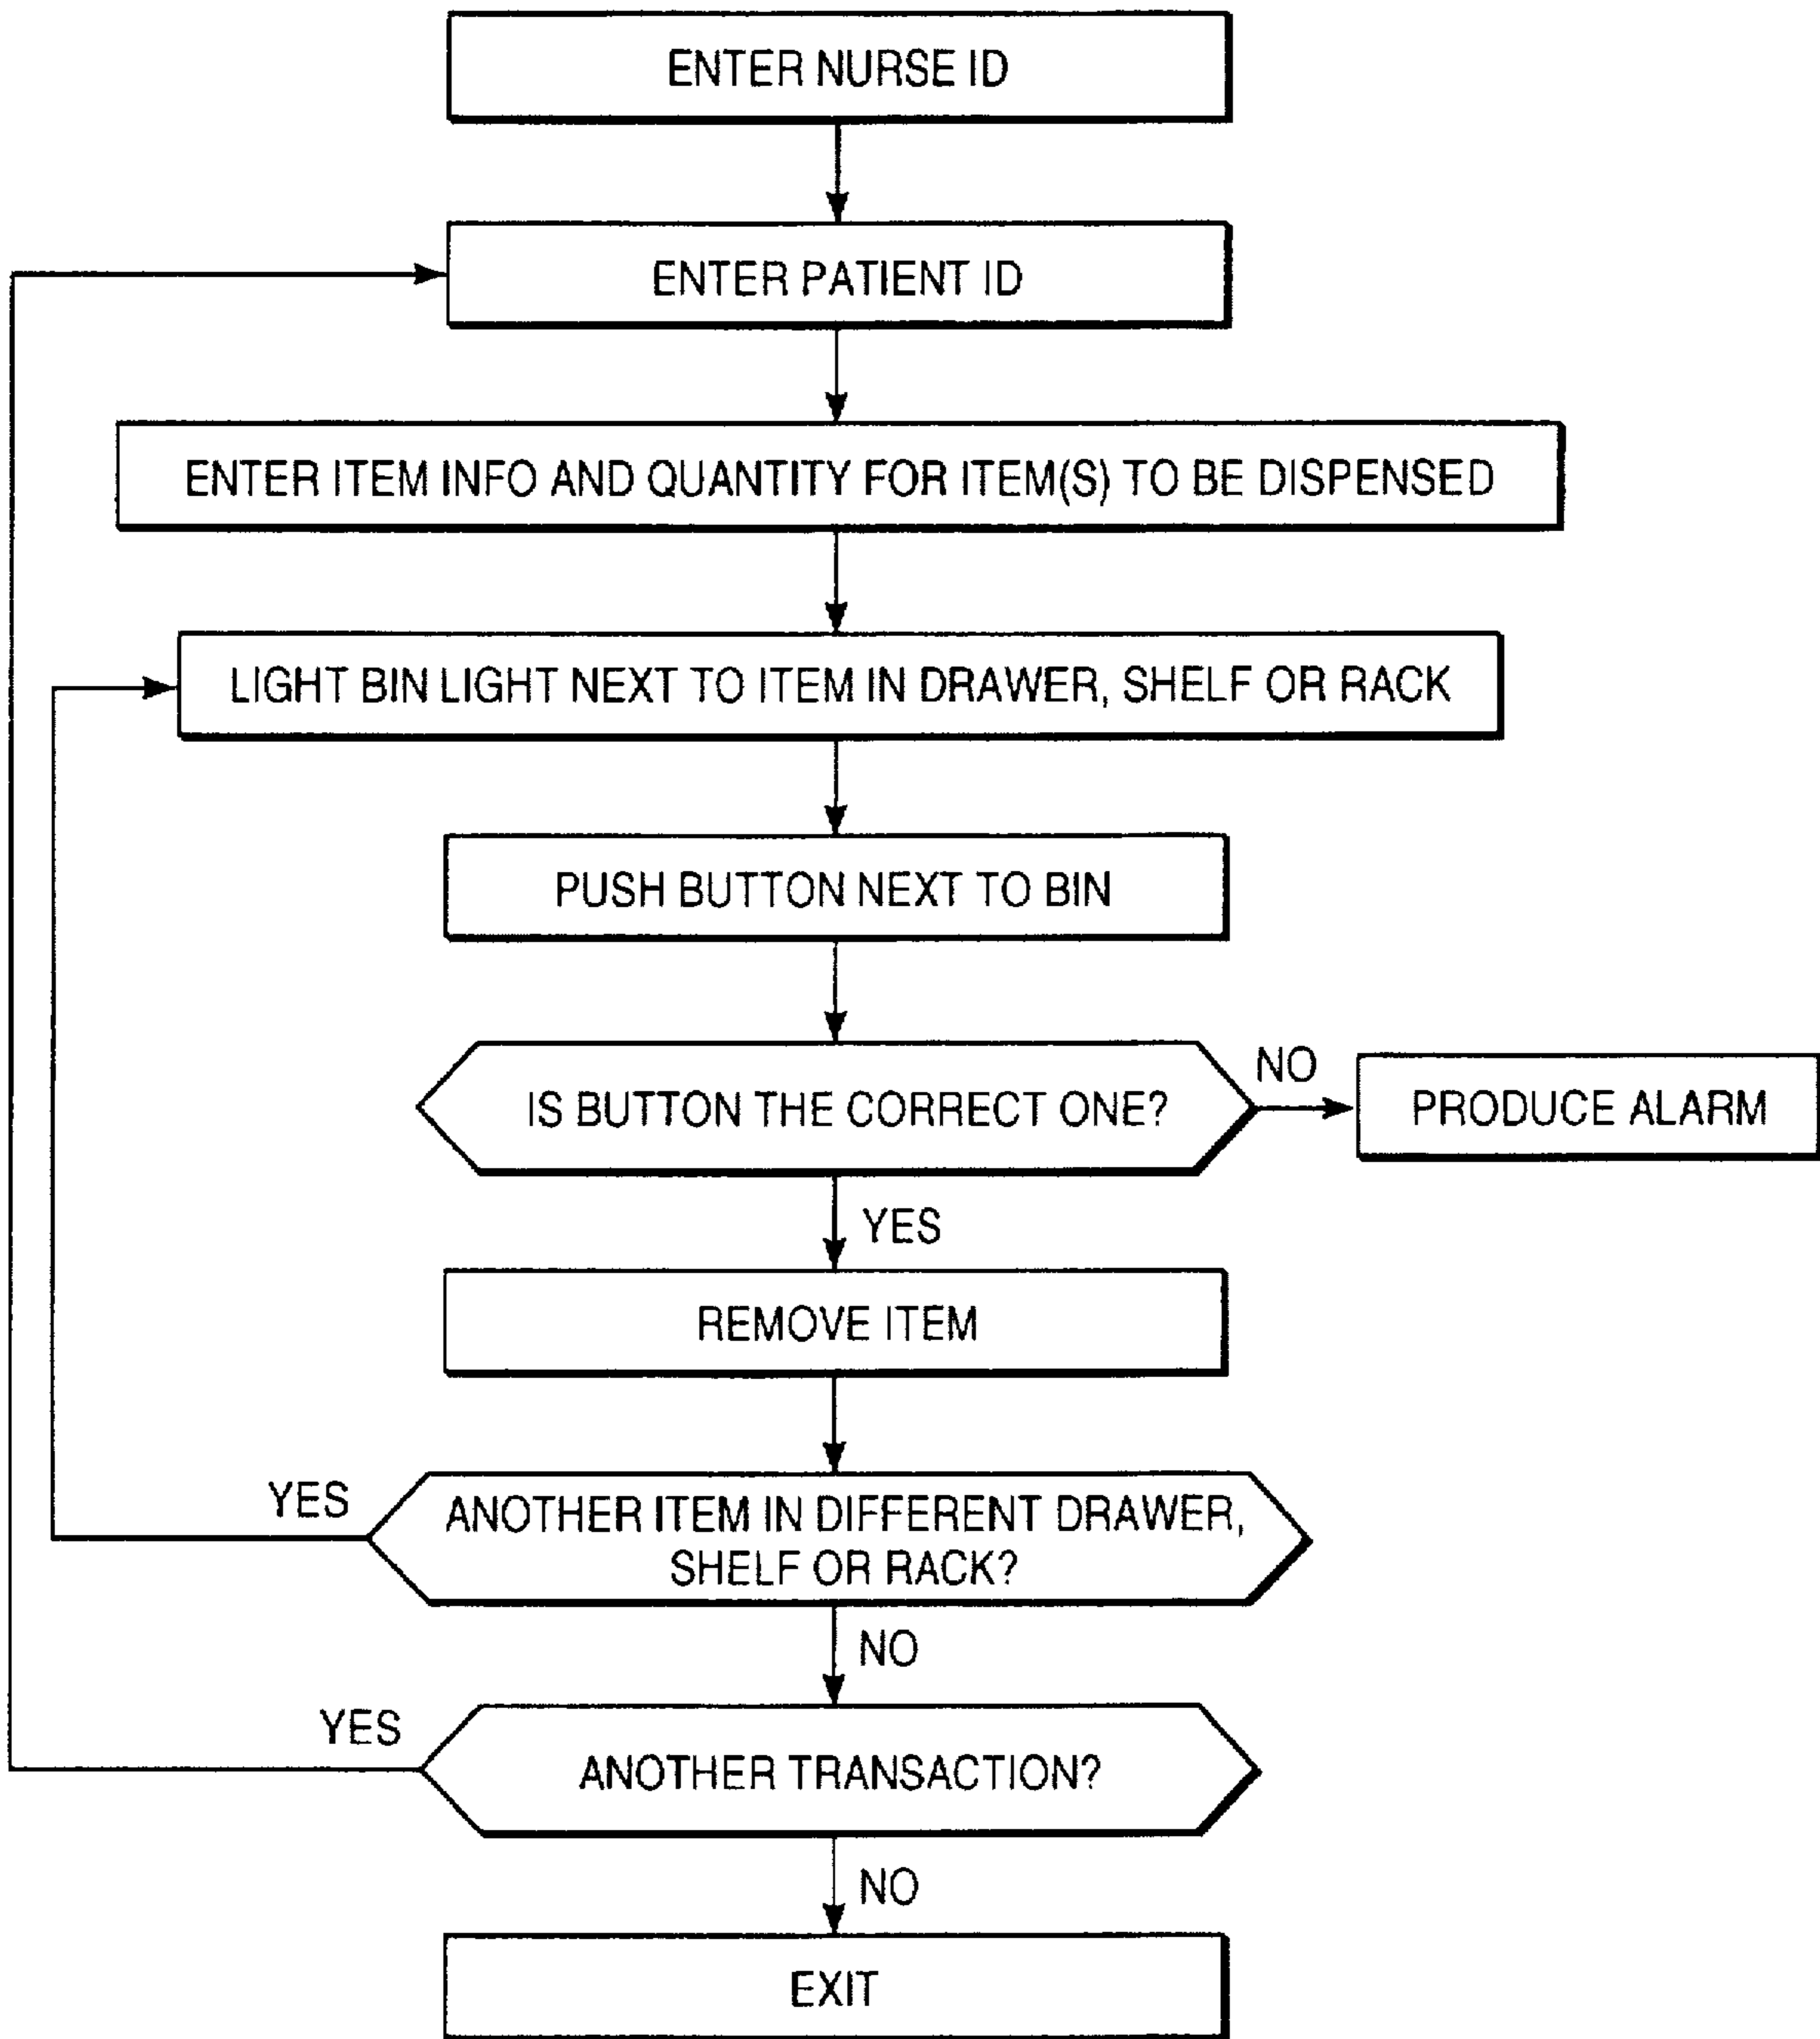 ENTER NURSE ID
ENTER PATIENT ID
ENTER ITEM INFO AND QUANTITY FOR ITEM(S) TO BE DISPENSED
LIGHT BIN LIGHT NEXT TO ITEM IN DRAWER, SHELF OR RACK
PUSH BUTTON NEXT TO BIN
IS BUTTON THE CORRECT ONE?
NO
PRODUCE ALARM
YES
REMOVE ITEM
YES
ANOTHER ITEM IN DIFFERENT DRAWER,
SHELF OR RACK?
NO
YES
ANOTHER TRANSACTION?
NO
EXIT